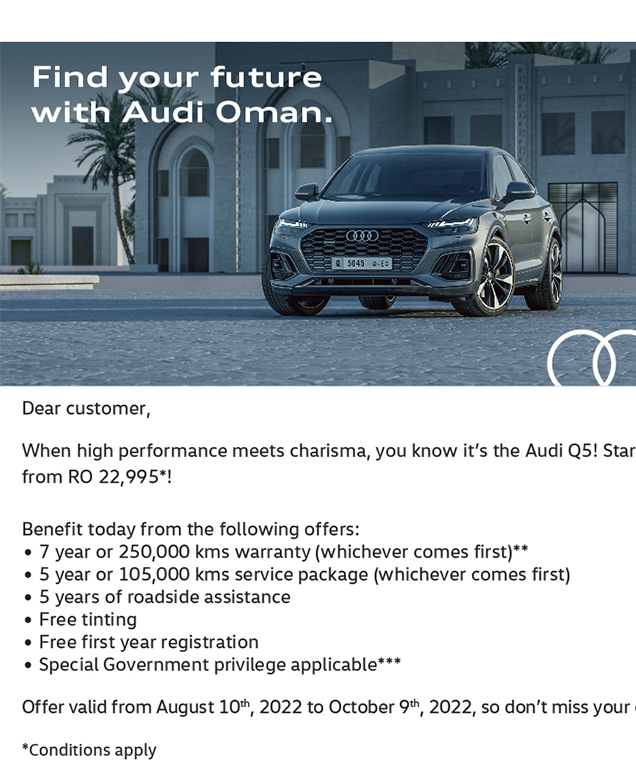 Find your future
with Audi Oman.
Q 5045 ٥٠٤٥
Dear customer,
When high performance meets charisma, you know it's the Audi Q5!
from RO 22,995*!
Benefit today from the following offers:
• 7 year or 250,000 kms warranty (whichever comes first)**
• 5 year or 105,000 kms service package (whichever comes first)
• 5 years of roadside assistance
• Free tinting
• Free first year registration
• Special Government privilege applicable***
Offer valid from August 10th, 2022 to October 9th, 2022, so don't miss your
*Conditions apply